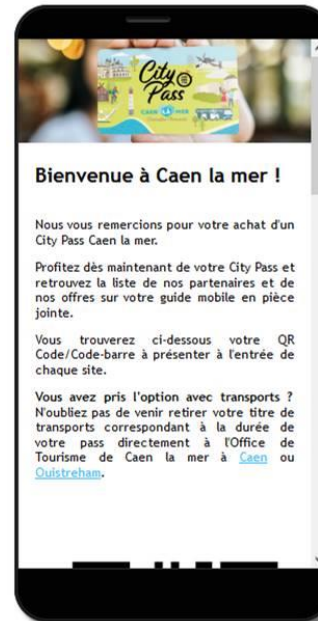 City
Pass
CAEN LA MER
Bienvenue à Caen la mer !
Nous vous remercions pour votre achat d'un
City Pass Caen la mer.
Profitez dès maintenant de votre City Pass et
retrouvez la liste de nos partenaires et de
nos offres sur votre guide mobile en pièce
jointe.
Vous trouverez ci-dessous votre QR
Code/Code-barre à présenter à l'entrée de
chaque site.
Vous avez pris l'option avec transports ?
N'oubliez pas de venir retirer votre titre de
transports correspondant à la durée de
votre pass directement à l'Office de
Tourisme de Caen la mer à Caen ou
Ouistreham.